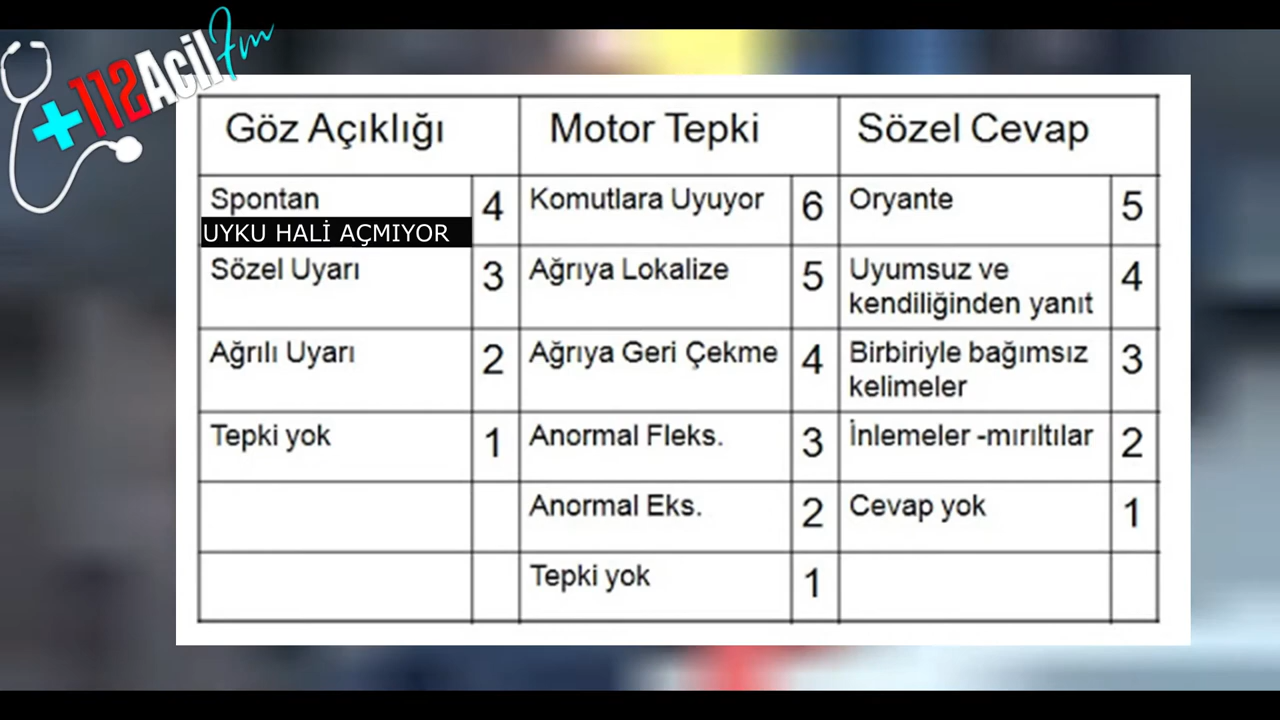 +112Acil Fm
Göz Açıklığı Motor Tepki Sözel Cevap
Spontan 4 Komutlara Uyuyor 6 Oryante 5
UYKU HALİ AÇMIYOR
Sözel Uyarı 3 Ağrıya Lokalize 5 Uyumsuz ve
kendiliğinden yanıt 4
Ağrılı Uyarı 2 Ağrıya Geri Çekme 4 Birbiriyle bağımsız
kelimeler 3
Tepki yok 1 Anormal Fleks. 3 İnlemeler -mırıltılar 2
Anormal Eks. 2 Cevap yok 1
Tepki yok 1